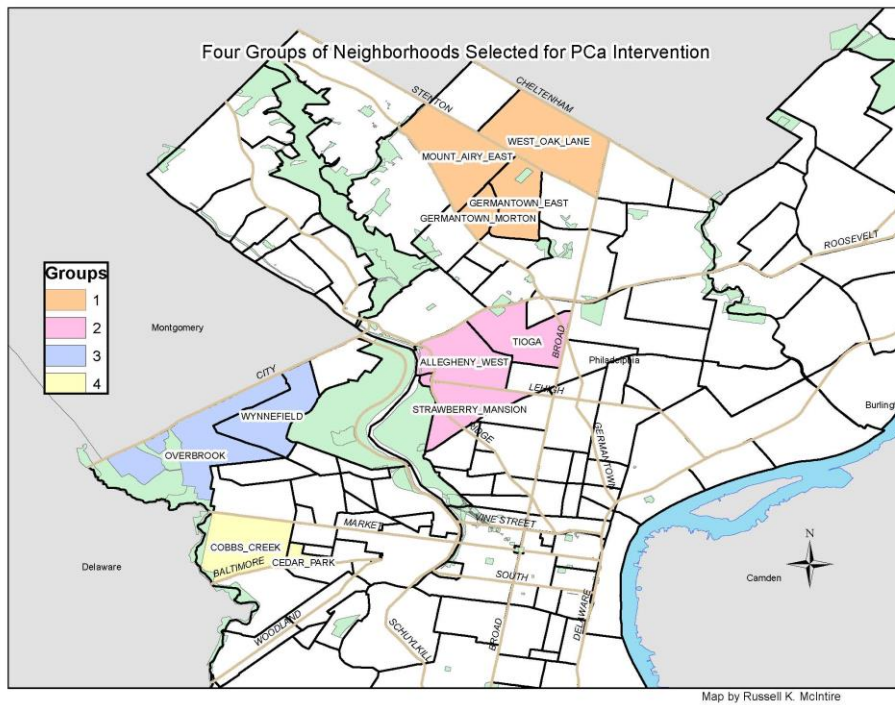 Four Groups of Neighborhoods Selected for PCa Intervention
STENTON
CHELTENHAM
WEST_OAK_LANE
MOUNT_AIRY_EAST
GERMANTOWN_EAST
GERMANTOWN_MORTON
ROOSEVELT
Groups
1
2
3
4
Montgomery
CITY
TIOGA
BROAD
Philadelphia
ALLEGHENY_WEST
LEHIGH
WYNNEFIELD
STRAWBERRY_MANSION
Burling
RIDGE
GERMANTOWN
OVERBROOK
MARKET
VINE STREET
COBBS_CREEK
CEDAR_PARK
BALTIMORE
Delaware
SOUTH
N
Camden
WOODLAND
SCHUYLKILL
BROAD
DELAWARE
Map by Russell K. McIntire